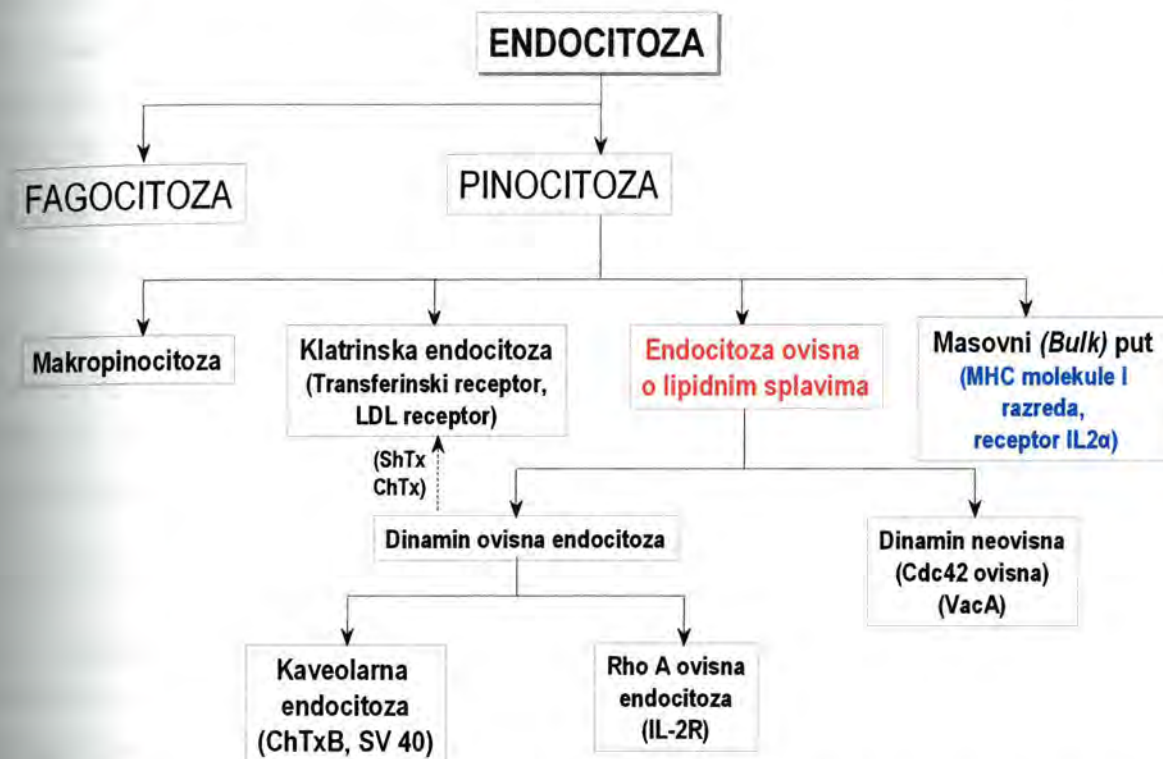 ENDOCITOZA
FAGOCITOZA
PINOCITOZA
Makropinocitoza
Klatrinska endocitoza
(Transferinski receptor,
LDL receptor)
Endocitoza ovisna
o lipidnim splavima
Masovni (Bulk) put
(MHC molekule I
razreda,
receptor IL2α)
(ShTx
ChTx)
Dinamin ovisna endocitoza
Dinamin neovisna
(Cdc42 ovisna)
(VacA)
Kaveolarna
endocitoza
(ChTxB, SV 40)
Rho A ovisna
endocitoza
(IL-2R)